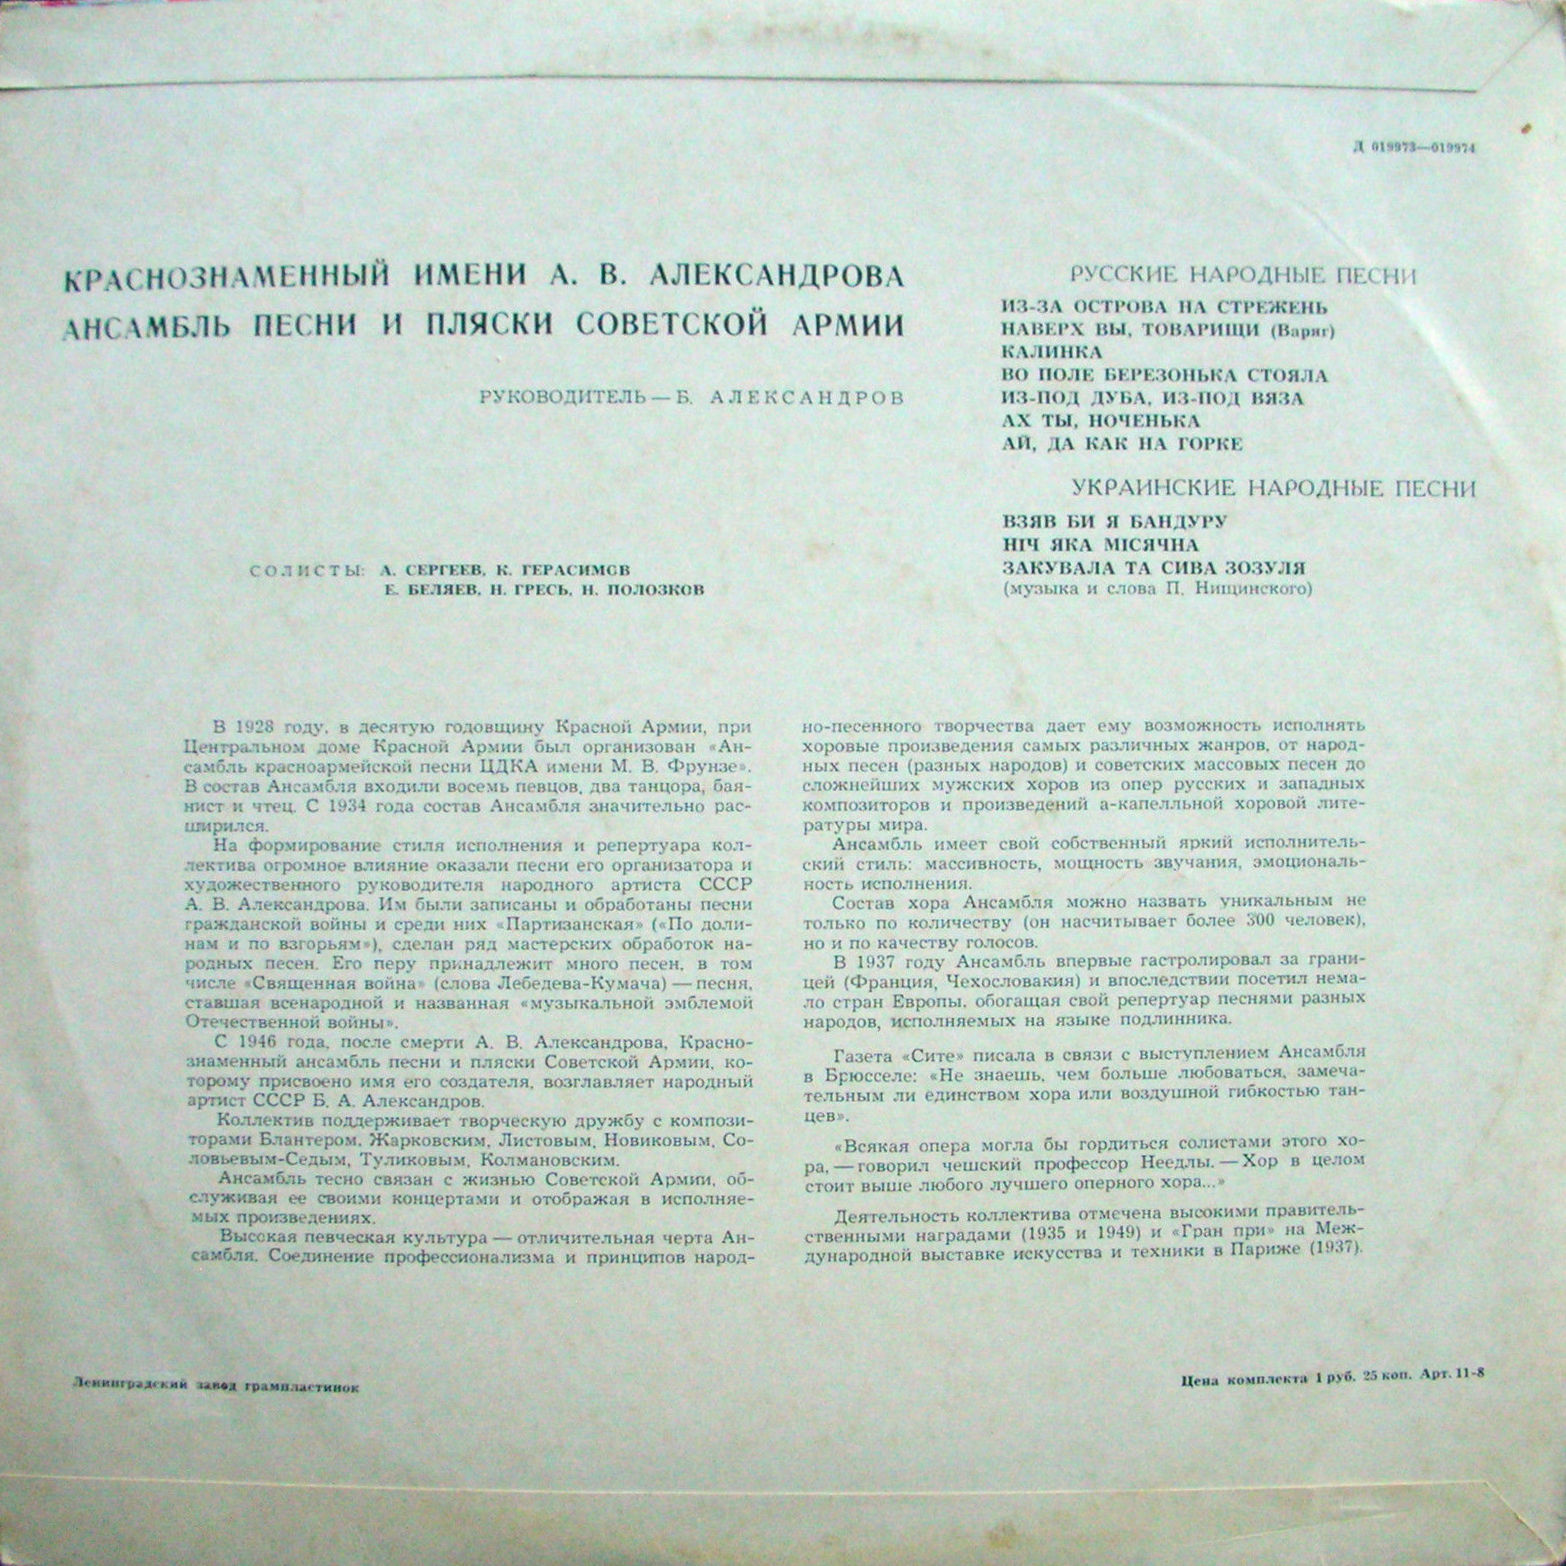 Д 019973—019974
КРАСНОЗНАМЕННЫЙ ИМЕНИ А. В. АЛЕКСАНДРОВА
АНСАМБЛЬ ПЕСНИ И ПЛЯСКИ СОВЕТСКОЙ АРМИИ
РУКОВОДИТЕЛЬ — Б. АЛЕКСАНДРОВ
СОЛИСТЫ: А. СЕРГЕЕВ, К. ГЕРАСИМОВ
Е. БЕЛЯЕВ, И. ГРЕСЬ, Н. ПОЛОЗКОВ
РУССКИЕ НАРОДНЫЕ ПЕСНИ
ИЗ-ЗА ОСТРОВА НА СТРЕЖЕНЬ
НАВЕРХ ВЫ, ТОВАРИЩИ (Варяг)
КАЛИНКА
ВО ПОЛЕ БЕРЕЗОНЬКА СТОЯЛА
ИЗ-ПОД ДУБА, ИЗ-ПОД ВЯЗА
АХ ТЫ, НОЧЕНЬКА
АЙ, ДА КАК НА ГОРКЕ
УКРАИНСКИЕ НАРОДНЫЕ ПЕСНИ
ВЗЯВ БИ Я БАНДУРУ
НІЧ ЯКА МІСЯЧНА
ЗАКУВАЛА ТА СИВА ЗОЗУЛЯ
(музыка и слова П. Нищинского)
В 1928 году, в десятую годовщину Красной Армии, при
Центральном доме Красной Армии был организован «Ан-
самбль красноармейской песни ЦДКА имени М. В. Фрунзе».
В состав Ансамбля входили восемь певцов, два танцора, бая-
нист и чтец. С 1934 года состав Ансамбля значительно рас-
ширился.
На формирование стиля исполнения и репертуара кол-
лектива огромное влияние оказали песни его организатора и
художественного руководителя народного артиста СССР
А. В. Александрова. Им были записаны и обработаны песни
гражданской войны и среди них «Партизанская» («По доли-
нам и по взгорьям»), сделан ряд мастерских обработок на-
родных песен. Его перу принадлежит много песен, в том
числе «Священная война» (слова Лебедева-Кумача) — песня,
ставшая всенародной и названная «музыкальной эмблемой
Отечественной войны».
С 1946 года, после смерти А. В. Александрова, Красно-
знаменный ансамбль песни и пляски Советской Армии, ко-
торому присвоено имя его создателя, возглавляет народный
артист СССР Б. А. Александров.
Коллектив поддерживает творческую дружбу с компози-
торами Блантером, Жарковским, Листовым, Новиковым, Со-
ловьевым-Седым, Туликовым, Колмановским.
Ансамбль тесно связан с жизнью Советской Армии, об-
служивая ее своими концертами и отображая в исполняе-
мых произведениях.
Высокая певческая культура — отличительная черта Ан-
самбля. Соединение профессионализма и принципов народ-
но-песенного творчества дает ему возможность исполнять
хоровые произведения самых различных жанров, от народ-
ных песен (разных народов) и советских массовых песен до
сложнейших мужских хоров из опер русских и западных
композиторов и произведений а-капелльной хоровой лите-
ратуры мира.
Ансамбль имеет свой собственный яркий исполнитель-
ский стиль: массивность, мощность звучания, эмоциональ-
ность исполнения.
Состав хора Ансамбля можно назвать уникальным не
только по количеству (он насчитывает более 300 человек),
но и по качеству голосов.
В 1937 году Ансамбль впервые гастролировал за грани-
цей (Франция, Чехословакия) и впоследствии посетил нема-
ло стран Европы, обогащая свой репертуар песнями разных
народов, исполняемых на языке подлинника.
Газета «Сите» писала в связи с выступлением Ансамбля
в Брюсселе: «Не знаешь, чем больше любоваться, замеча-
тельным ли единством хора или воздушной гибкостью тан-
цев».
«Всякая опера могла бы гордиться солистами этого хо-
ра, — говорил чешский профессор Неедлы. — Хор в целом
стоит выше любого лучшего оперного хора...»
Деятельность коллектива отмечена высокими правитель-
ственными наградами (1935 и 1949) и «Гран при» на Меж-
дународной выставке искусства и техники в Париже (1937).
Ленинградский завод грампластинок
Цена комплекта 1 руб. 25 коп. Арт. 11-8